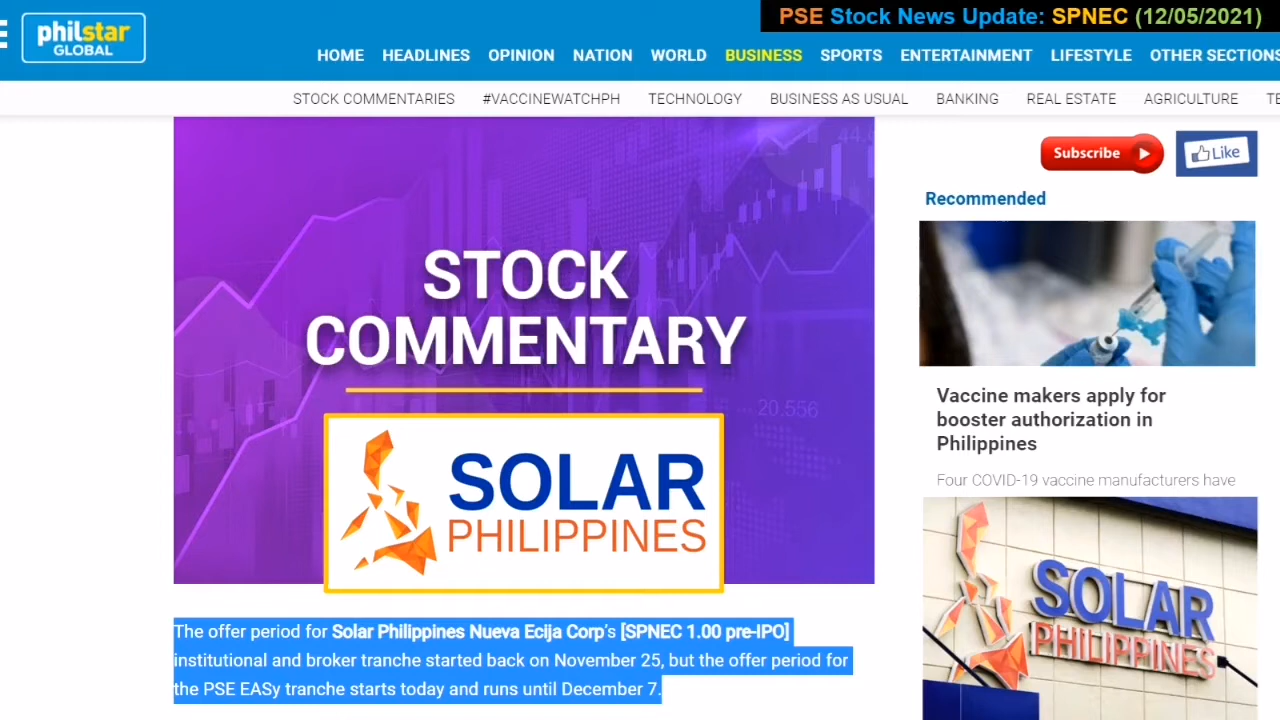 PSE Stock News Update: SPNEC (12/05/2021)
philstar
GLOBAL
HOME HEADLINES OPINION NATION WORLD BUSINESS SPORTS ENTERTAINMENT LIFESTYLE OTHER SECTIONS
STOCK COMMENTARIES #VACCINEWATCHPH TECHNOLOGY BUSINESS AS USUAL BANKING REAL ESTATE AGRICULTURE TE
Subscribe
Like
Recommended
STOCK
COMMENTARY
20.556
SOLAR
PHILIPPINES
The offer period for Solar Philippines Nueva Ecija Corp's [SPNEC 1.00 pre-IPO]
institutional and broker tranche started back on November 25, but the offer period for
the PSE EASy tranche starts today and runs until December 7.
Vaccine makers apply for
booster authorization in
Philippines
Four COVID-19 vaccine manufacturers have
SOLAR
PHILIPPINES